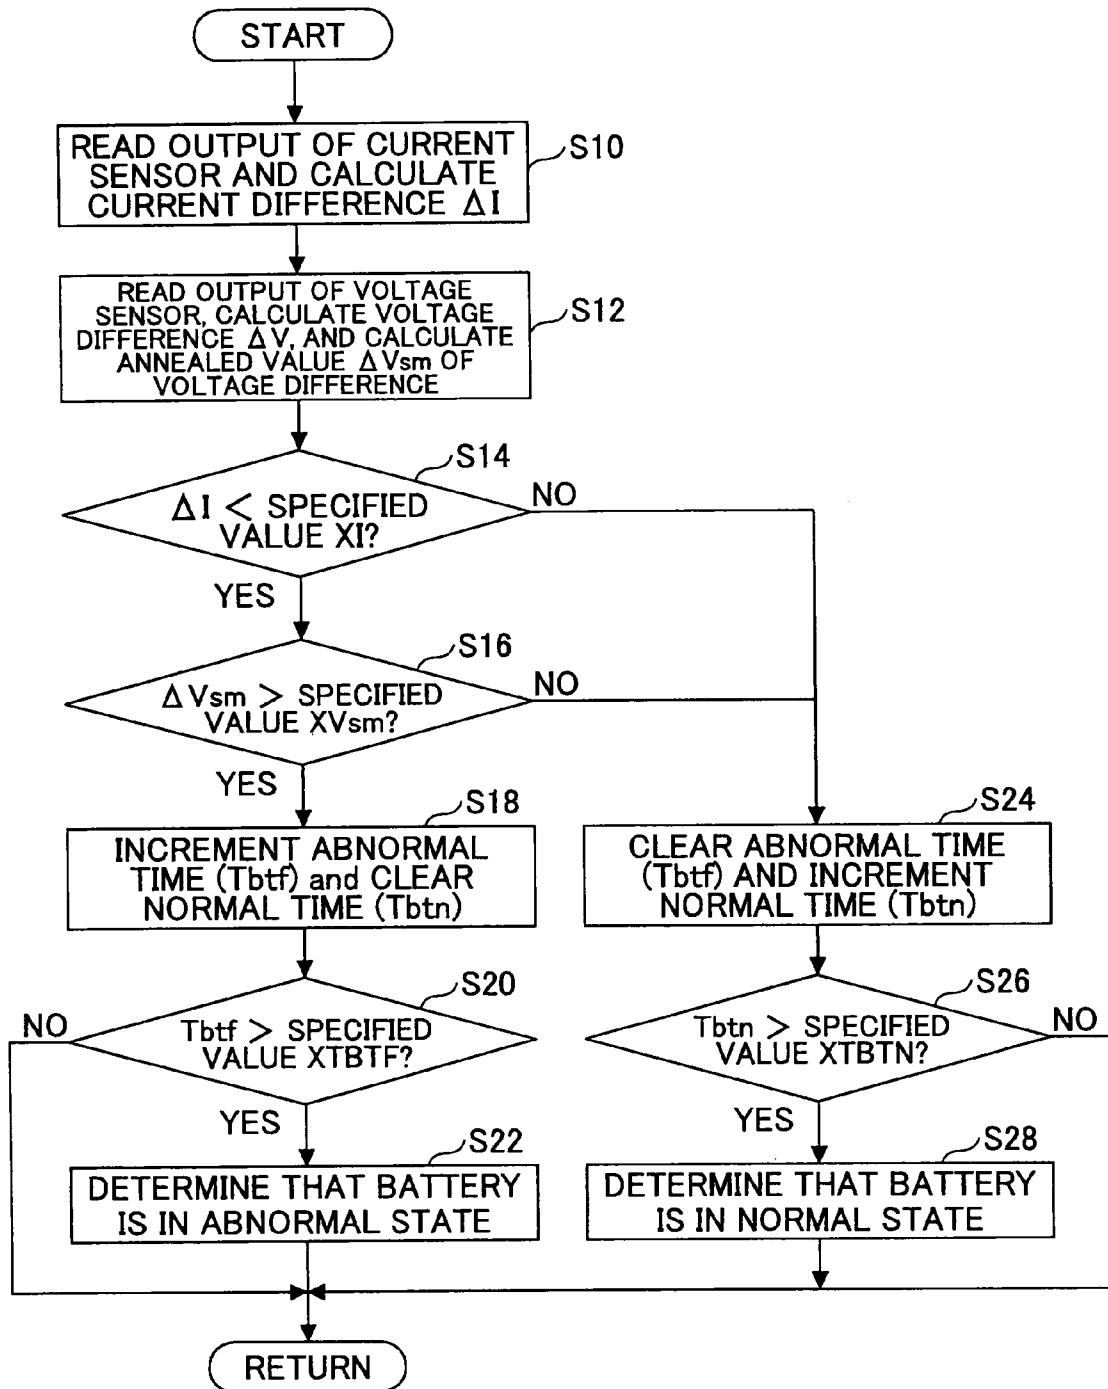 START
READ OUTPUT OF CURRENT
SENSOR AND CALCULATE
CURRENT DIFFERENCE ΔI
S10
READ OUTPUT OF VOLTAGE
SENSOR, CALCULATE VOLTAGE
DIFFERENCE ΔV, AND CALCULATE
ANNEALED VALUE ΔVsm OF
VOLTAGE DIFFERENCE
S12
S14
ΔI < SPECIFIED
VALUE XI?
NO
YES
S16
ΔVsm > SPECIFIED
VALUE XVsm?
NO
YES
S18
INCREMENT ABNORMAL
TIME (Tbtf) and CLEAR
NORMAL TIME (Tbtn)
S24
CLEAR ABNORMAL TIME
(Tbtf) AND INCREMENT
NORMAL TIME (Tbtn)
S20
NO
Tbtf > SPECIFIED
VALUE XTBTF?
YES
S26
Tbtn > SPECIFIED
VALUE XTBTN?
NO
YES
S22
DETERMINE THAT BATTERY
IS IN ABNORMAL STATE
S28
DETERMINE THAT BATTERY
IS IN NORMAL STATE
RETURN